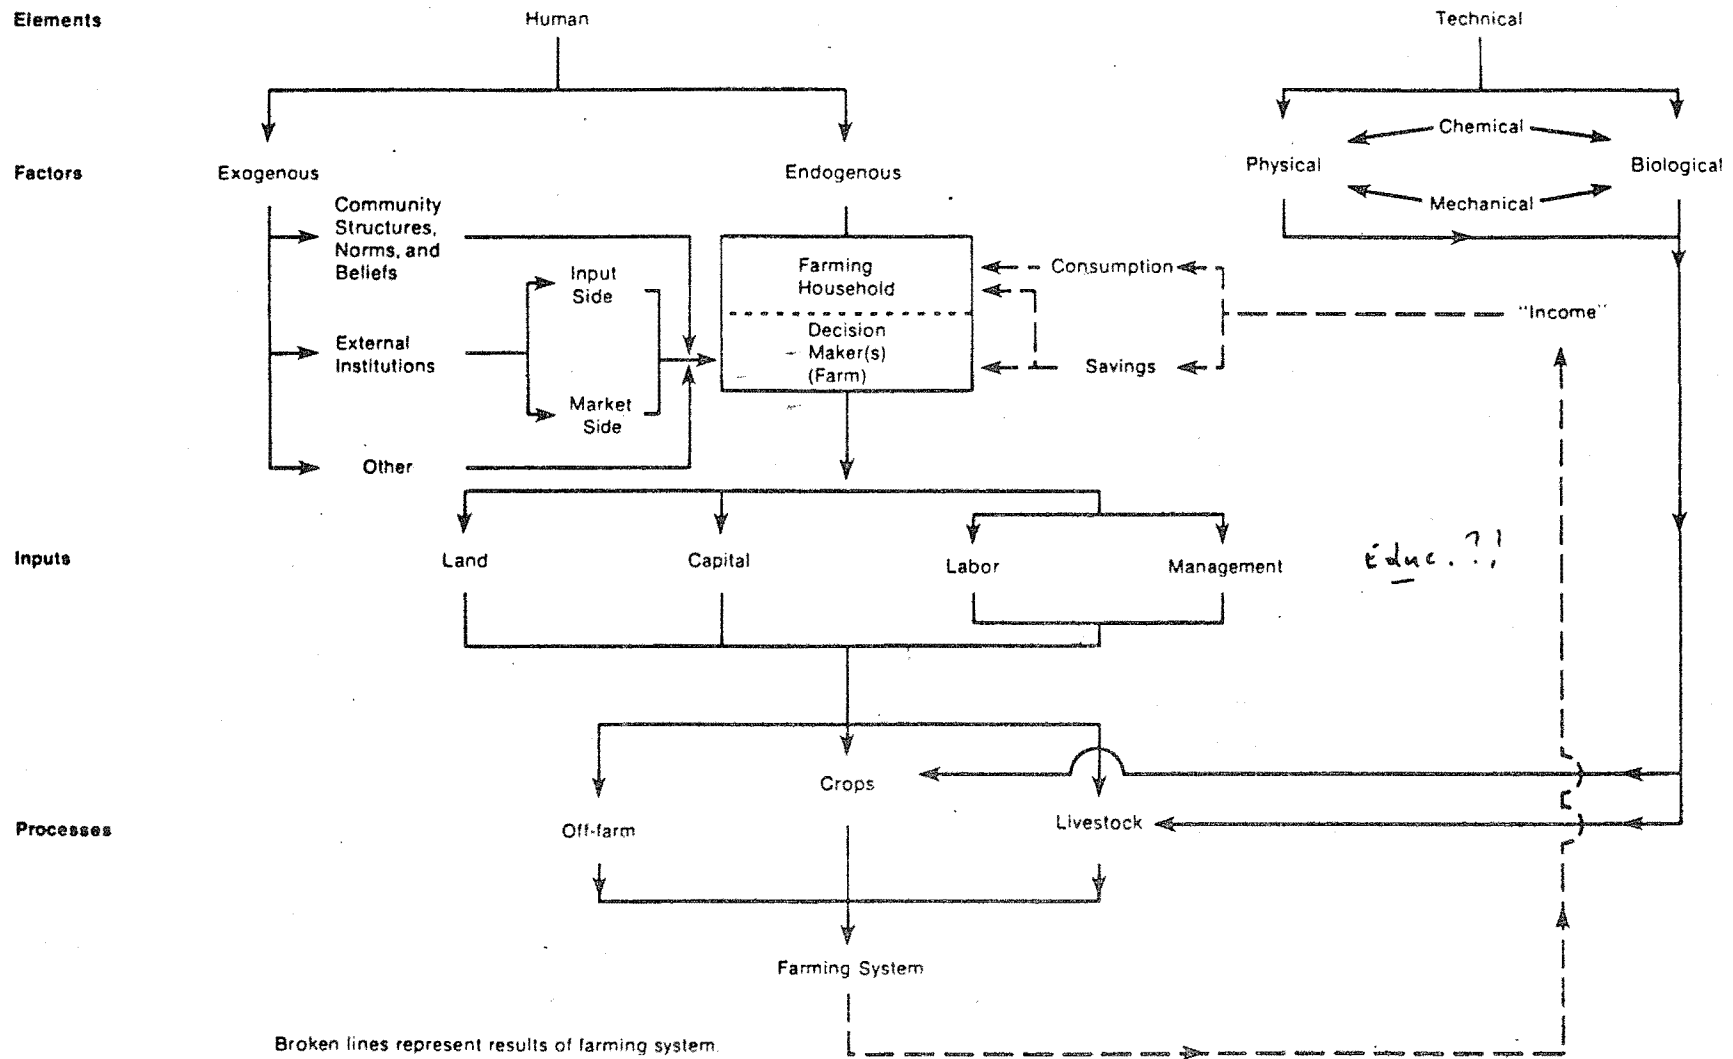 Elements
Human
Technical
Factors
Exogenous
Endogenous
Physical
Chemical
Mechanical
Biological
Community
Structures,
Norms, and
Beliefs
Input
Side
External
Institutions
Market
Side
Other
Farming
Household
Decision
Maker(s)
(Farm)
Consumption
Savings
"Income"
Inputs
Land
Capital
Labor
Management
Educ. ?!
Processes
Off-farm
Crops
Livestock
Farming System
Broken lines represent results of farming system.